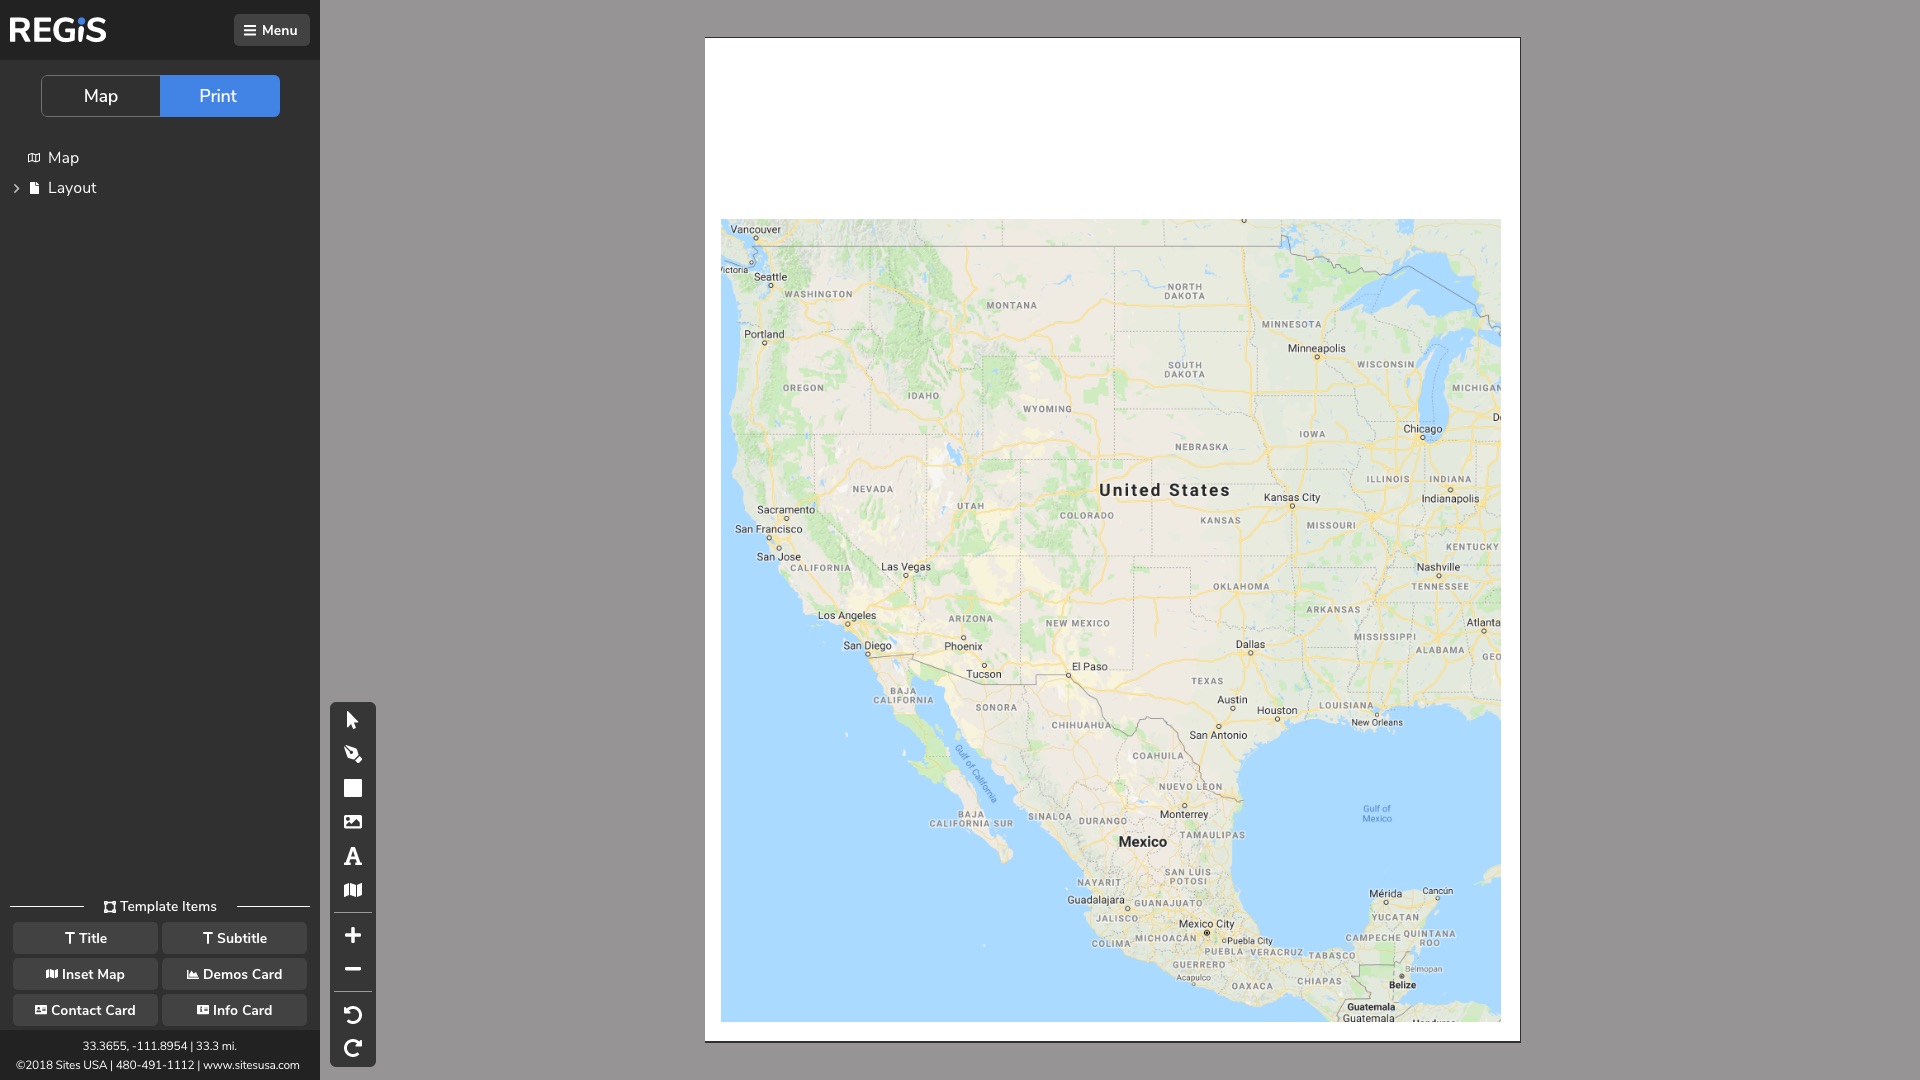 REGiS
Menu
Map
Print
Map
Layout
Template Items
Title
Subtitle
Inset Map
Demos Card
Contact Card
Info Card
33.3655, -111.8954 | 33.3 mi.
©2018 Sites USA | 480-491-1112 | www.sitesusa.com
Vancouver
Victoria
Seattle
WASHINGTON
MONTANA
NORTH
DAKOTA
MINNESOTA
Portland
Minneapolis
WISCONSIN
SOUTH
DAKOTA
MICHIGAN
OREGON
IDAHO
WYOMING
Chicago
IOWA
NEBRASKA
NEVADA
United States
ILLINOIS
INDIANA
Kansas City
Indianapolis
UTAH
Sacramento
COLORADO
KANSAS
MISSOURI
San Francisco
San Jose
KENTUCKY
CALIFORNIA
Las Vegas
Nashville
OKLAHOMA
TENNESSEE
ARKANSAS
Los Angeles
ARIZONA
NEW MEXICO
Atlanta
MISSISSIPPI
San Diego
Phoenix
Dallas
ALABAMA
GEO
El Paso
Tucson
TEXAS
BAJA
CALIFORNIA
Austin
SONORA
Houston
LOUISIANA
CHIHUAHUA
New Orleans
San Antonio
COAHUILA
Gulf of California
NUEVO LEON
Gulf of
Mexico
BAJA
CALIFORNIA SUR
SINALOA
DURANGO
Monterrey
TAMAULIPAS
Mexico
SAN LUIS
POTOSI
NAYARIT
Mérida
Cancún
Guadalajara
GUANAJUATO
JALISCO
YUCATAN
Mexico City
COLIMA
MICHOACÁN
Puebla City
CAMPECHE
QUINTANA
ROO
PUEBLA
VERACRUZ
TABASCO
GUERRERO
Belmopan
Acapulco
OAXACA
CHIAPAS
Belize
Guatemala
Guatemala